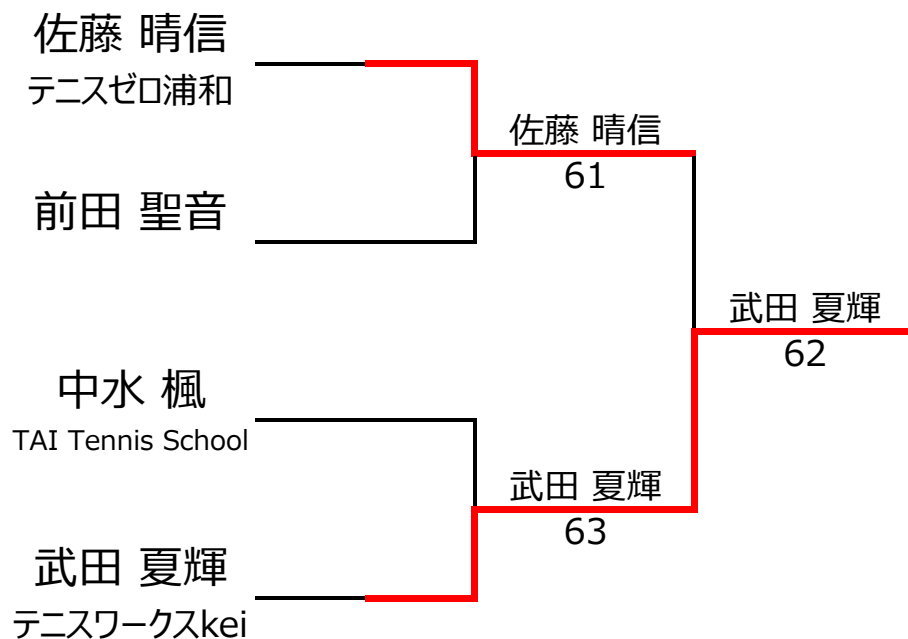 佐藤 晴信
テニスゼロ浦和
佐藤 晴信
61
前田 聖音
武田 夏輝
62
中水 楓
TAI Tennis School
武田 夏輝
63
武田 夏輝
テニスワークスkei